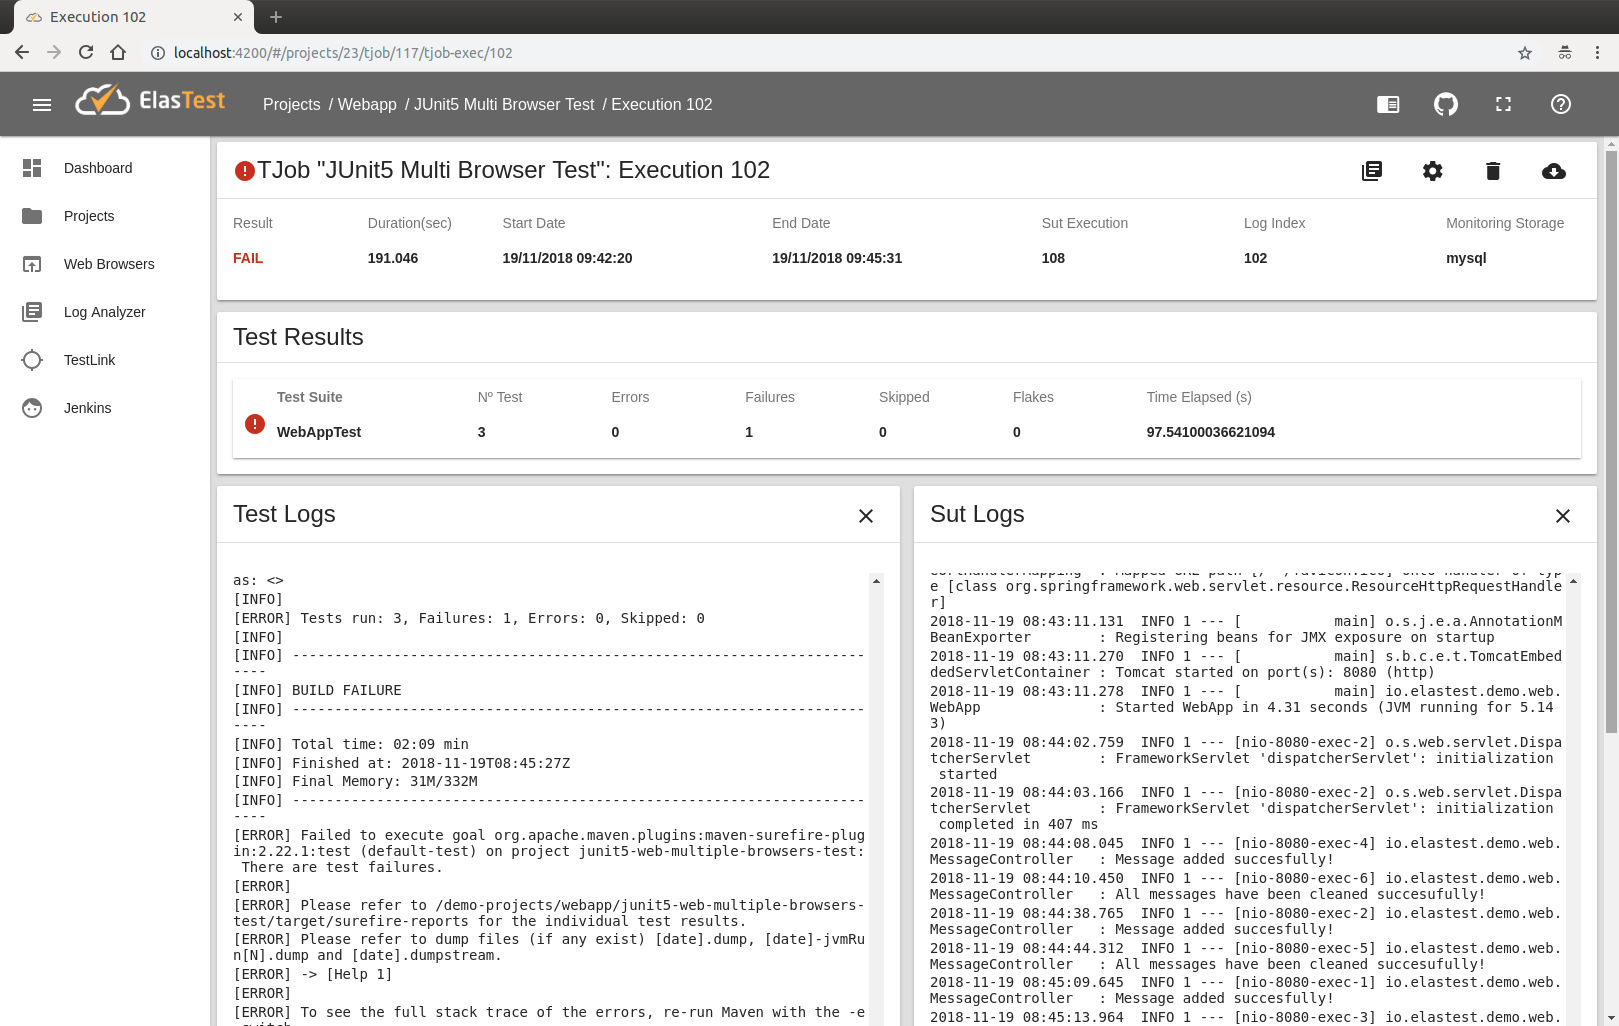 Execution 102
localhost:4200/#/projects/23/tjob/117/tjob-exec/102
ElasTest
Projects / Webapp / JUnit5 Multi Browser Test / Execution 102
Dashboard
Projects
Web Browsers
Log Analyzer
TestLink
Jenkins
TJob "JUnit5 Multi Browser Test": Execution 102
Result Duration(sec) Start Date End Date Sut Execution Log Index Monitoring Storage
FAIL 191.046 19/11/2018 09:42:20 19/11/2018 09:45:31 108 102 mysql
Test Results
Test Suite Nº Test Errors Failures Skipped Flakes Time Elapsed (s)
WebAppTest 3 0 1 0 0 97.54100036621094
Test Logs
as: <>
[INFO]
[ERROR] Tests run: 3, Failures: 1, Errors: 0, Skipped: 0
[INFO]
[INFO] --------------------------------------------------------------------
----
[INFO] BUILD FAILURE
[INFO] --------------------------------------------------------------------
----
[INFO] Total time: 02:09 min
[INFO] Finished at: 2018-11-19T08:45:27Z
[INFO] Final Memory: 31M/332M
[INFO] --------------------------------------------------------------------
----
[ERROR] Failed to execute goal org.apache.maven.plugins:maven-surefire-plug
in:2.22.1:test (default-test) on project junit5-web-multiple-browsers-test:
There are test failures.
[ERROR]
[ERROR] Please refer to /demo-projects/webapp/junit5-web-multiple-browsers-
test/target/surefire-reports for the individual test results.
[ERROR] Please refer to dump files (if any exist) [date].dump, [date]-jvmRu
n[N].dump and [date].dumpstream.
[ERROR] -> [Help 1]
[ERROR]
[ERROR] To see the full stack trace of the errors, re-run Maven with the -e
Sut Logs
e [class org.springframework.web.servlet.resource.ResourceHttpRequestHandle
r]
2018-11-19 08:43:11.131  INFO 1 --- [           main] o.s.j.e.a.AnnotationM
BeanExporter        : Registering beans for JMX exposure on startup
2018-11-19 08:43:11.270  INFO 1 --- [           main] s.b.c.e.t.TomcatEmbed
dedServletContainer : Tomcat started on port(s): 8080 (http)
2018-11-19 08:43:11.278  INFO 1 --- [           main] io.elastest.demo.web.
WebApp              : Started WebApp in 4.31 seconds (JVM running for 5.14
3)
2018-11-19 08:44:02.759  INFO 1 --- [nio-8080-exec-2] o.s.web.servlet.Dispa
tcherServlet        : FrameworkServlet 'dispatcherServlet': initialization
started
2018-11-19 08:44:03.166  INFO 1 --- [nio-8080-exec-2] o.s.web.servlet.Dispa
tcherServlet        : FrameworkServlet 'dispatcherServlet': initialization
completed in 407 ms
2018-11-19 08:44:08.045  INFO 1 --- [nio-8080-exec-4] io.elastest.demo.web.
MessageController   : Message added succesfully!
2018-11-19 08:44:10.450  INFO 1 --- [nio-8080-exec-6] io.elastest.demo.web.
MessageController   : All messages have been cleaned succesufully!
2018-11-19 08:44:38.765  INFO 1 --- [nio-8080-exec-2] io.elastest.demo.web.
MessageController   : Message added succesfully!
2018-11-19 08:44:44.312  INFO 1 --- [nio-8080-exec-5] io.elastest.demo.web.
MessageController   : All messages have been cleaned succesufully!
2018-11-19 08:45:09.645  INFO 1 --- [nio-8080-exec-1] io.elastest.demo.web.
MessageController   : Message added succesfully!
2018-11-19 08:45:13.964  INFO 1 --- [nio-8080-exec-3] io.elastest.demo.web.